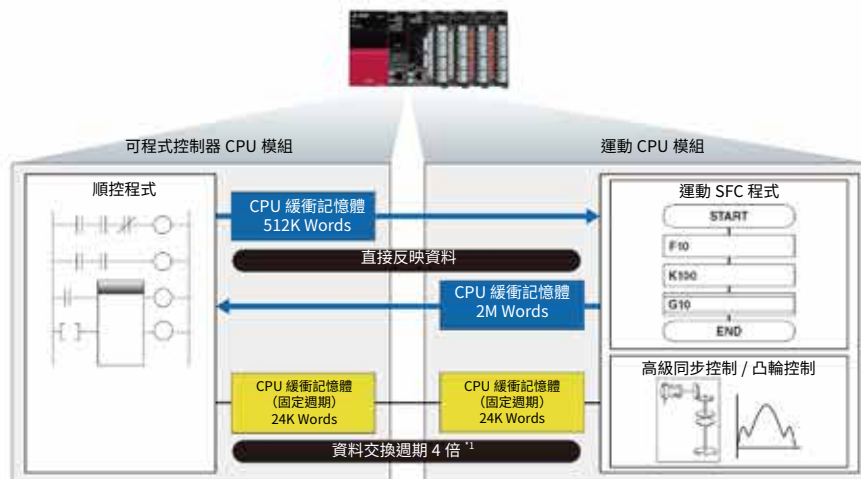 可程式控制器 CPU 模組
運動 CPU 模組
順控程式
CPU 緩衝記憶體
512K Words
直接反映資料
CPU 緩衝記憶體
2M Words
CPU 緩衝記憶體
（固定週期）
24K Words
CPU 緩衝記憶體
（固定週期）
24K Words
資料交換週期 4 倍 *1
運動 SFC 程式
START
F10
K100
G10
END
高級同步控制 / 凸輪控制